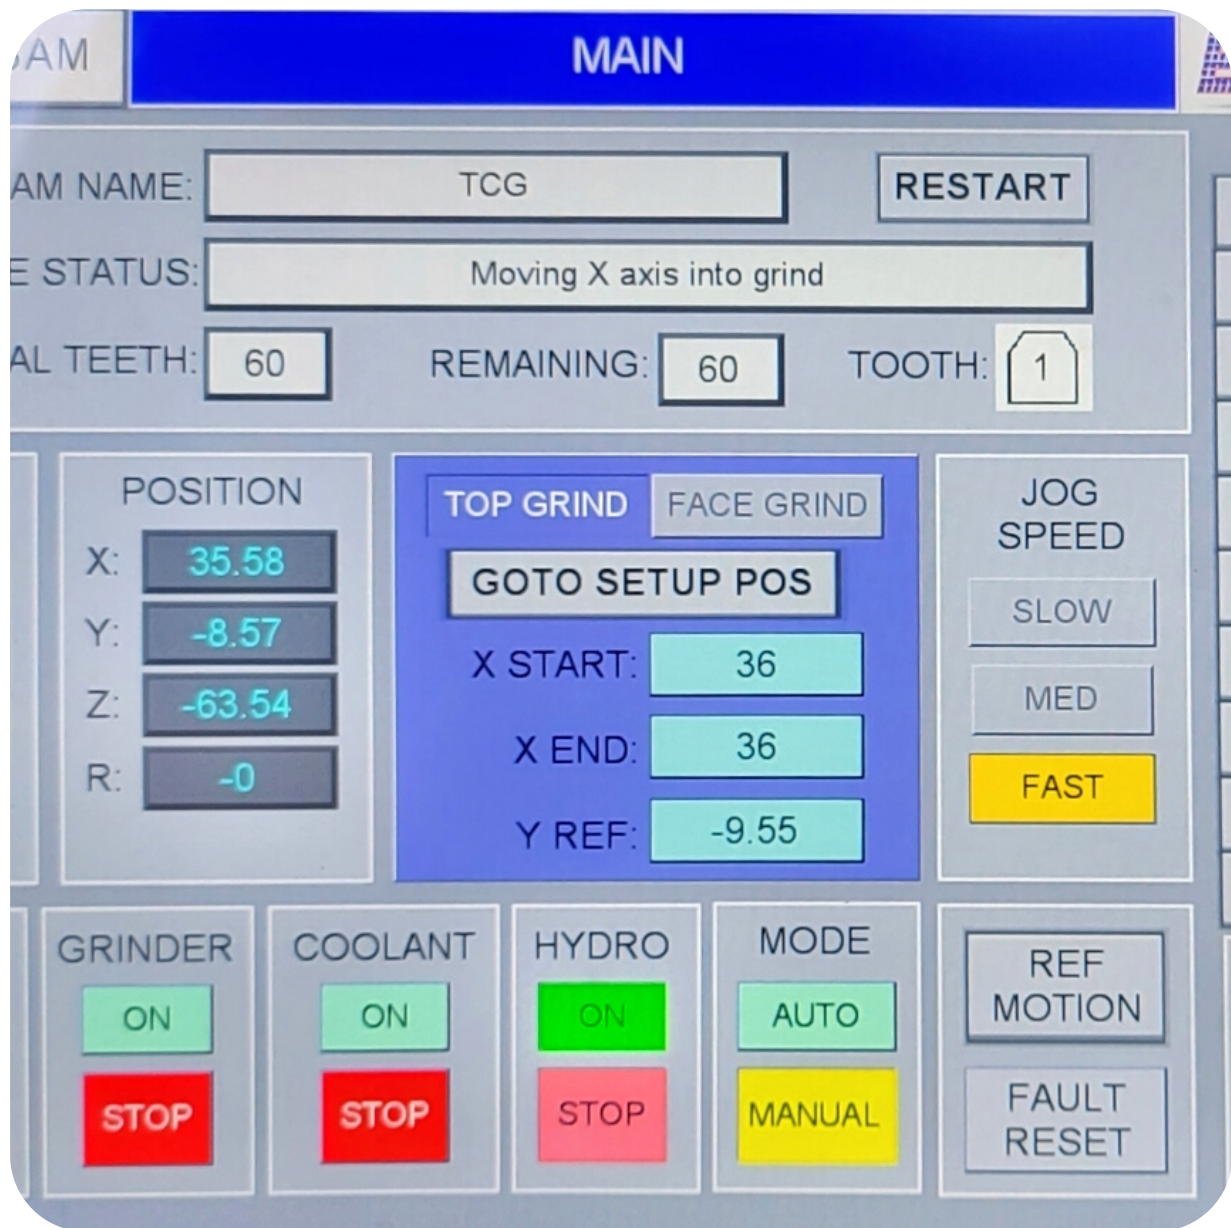 AM
MAIN
AM NAME: TCG RESTART
E STATUS: Moving X axis into grind
AL TEETH: 60 REMAINING: 60 TOOTH: 1
POSITION
X: 35.58
Y: -8.57
Z: -63.54
R: -0
TOP GRIND FACE GRIND
GOTO SETUP POS
X START: 36
X END: 36
Y REF: -9.55
JOG
SPEED
SLOW
MED
FAST
GRINDER
ON
STOP
COOLANT
ON
STOP
HYDRO
ON
STOP
MODE
AUTO
MANUAL
REF
MOTION
FAULT
RESET